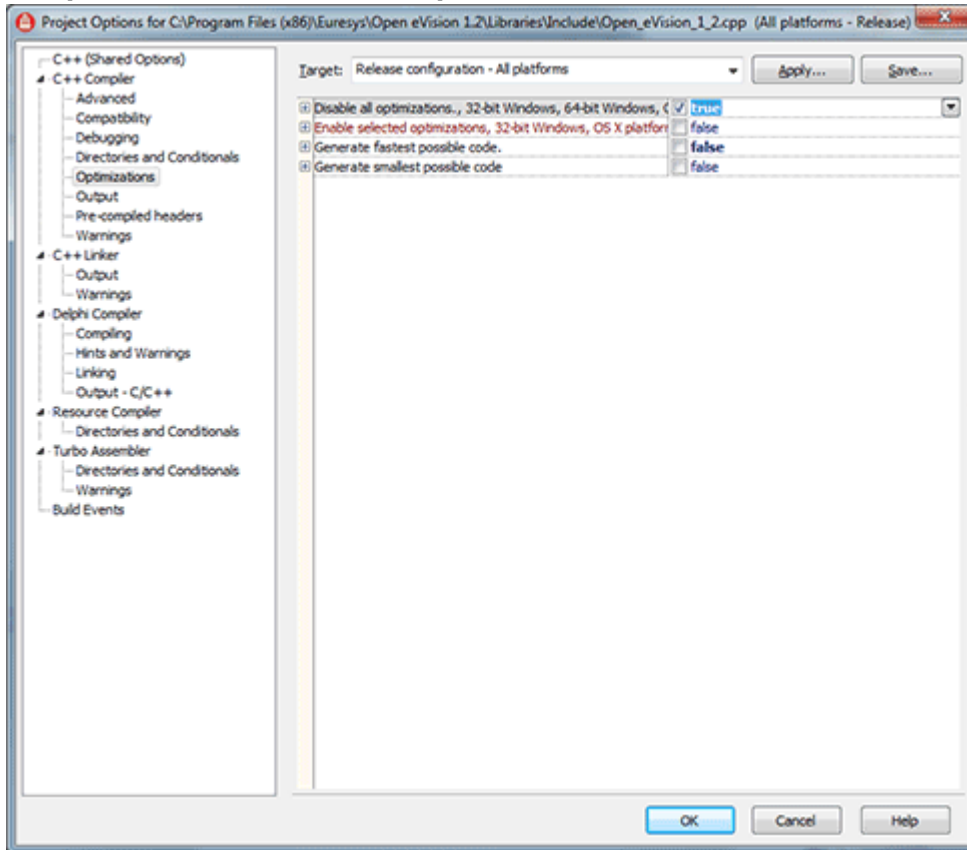 Project Options for C:\Program Files (x86)\Euresys\Open eVision 1.2\Libraries\Include\Open_eVision_1_2.cpp (All platforms - Release)
C++ (Shared Options)
C++ Compiler
Advanced
Compatibility
Debugging
Directories and Conditionals
Optimizations
Output
Pre-compiled headers
Warnings
C++ Linker
Output
Warnings
Delphi Compiler
Compiling
Hints and Warnings
Linking
Output - C/C++
Resource Compiler
Directories and Conditionals
Turbo Assembler
Directories and Conditionals
Warnings
Build Events
Target: Release configuration - All platforms Apply... Save...
Disable all optimizations., 32-bit Windows, 64-bit Windows, true
Enable selected optimizations, 32-bit Windows, OS X platfor false
Generate fastest possible code. false
Generate smallest possible code false
OK Cancel Help